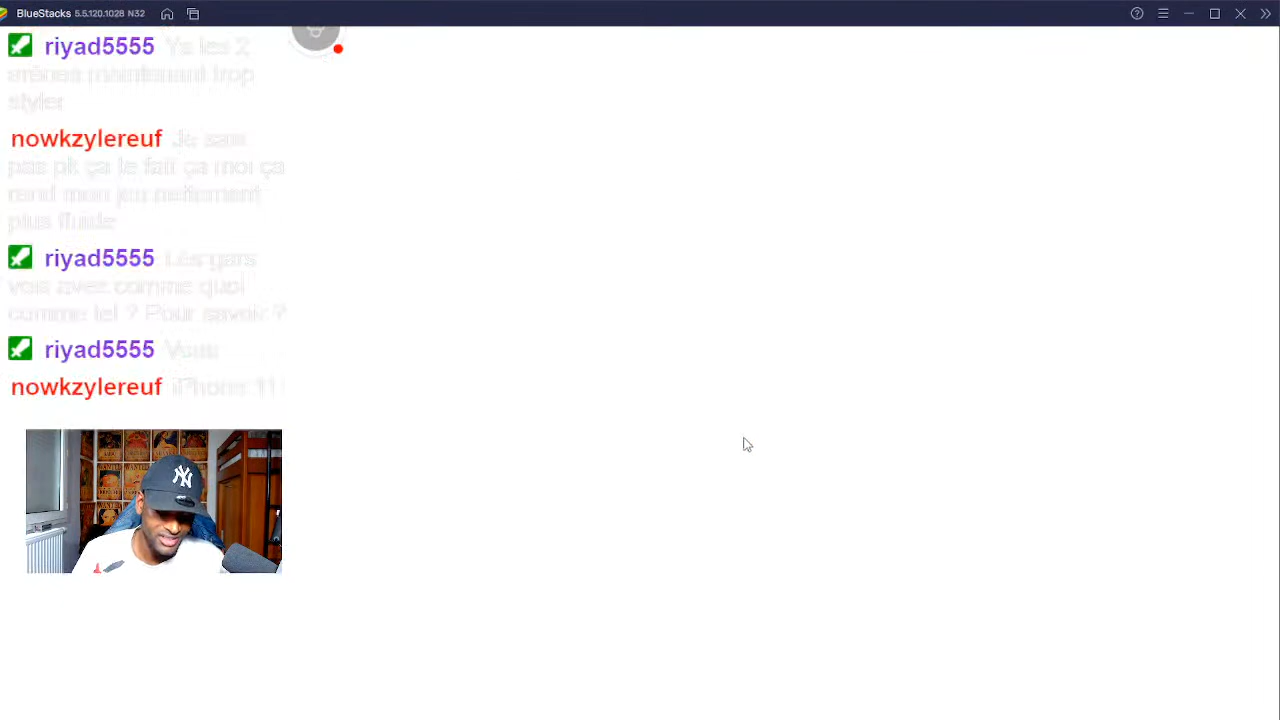 BlueStacks 5.5.120.1028 N32
riyad5555 Ya les 2
arènes maintenant trop
styler
nowkzylereuf Je sais
pas pk ça le fait ça moi ça
rend mon jeu nettement
plus fluide
riyad5555 Les gars
vois avez comme quoi
comme tel ? Pour savoir ?
riyad5555 Vous
nowkzylereuf iPhone 11